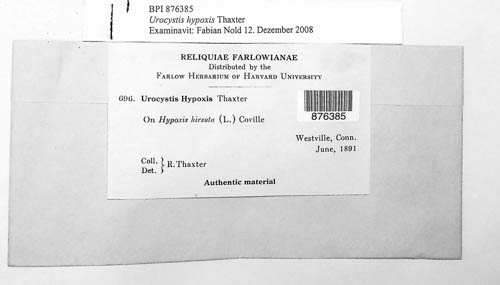 BPI 876385
Urocystis hypoxis Thaxter
Examinavit: Fabian Nold 12. Dezember 2008
RELIQUIAE FARLOWIANAE
Distributed by the
FARLOW HERBARIUM OF HARVARD UNIVERSITY
696. Urocystis Hypoxis Thaxter
876385
On Hypoxis hirsuta (L.) Coville
Westville, Conn.
June, 1891
Coll.
Det. } R. Thaxter
Authentic material